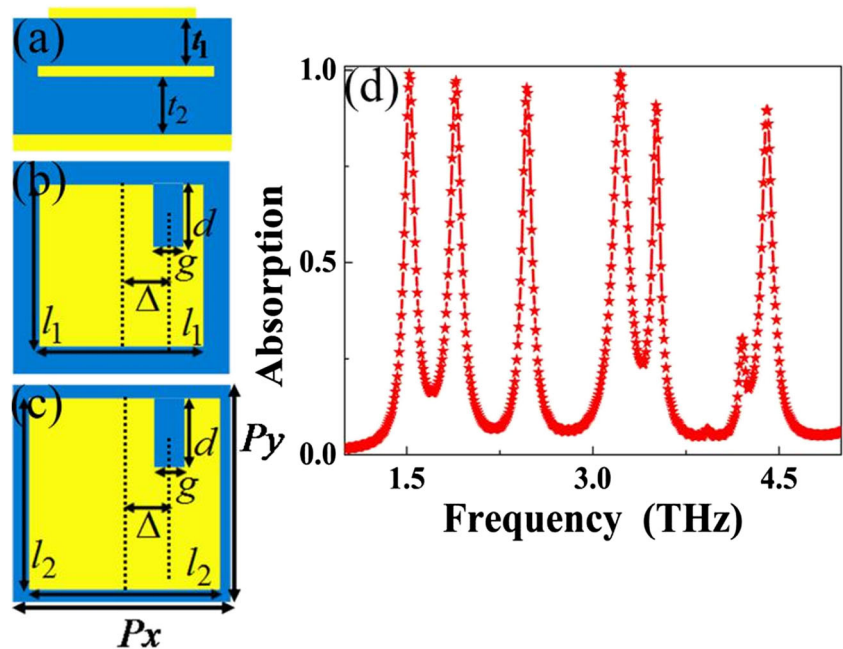 (a)
t₁
t₂
(b)
d
g
Δ
l₁
l₁
(c)
d
g
Δ
l₂
l₂
Py
Px
(d)
1.0
0.5
0.0
Absorption
1.5 3.0 4.5
Frequency (THz)